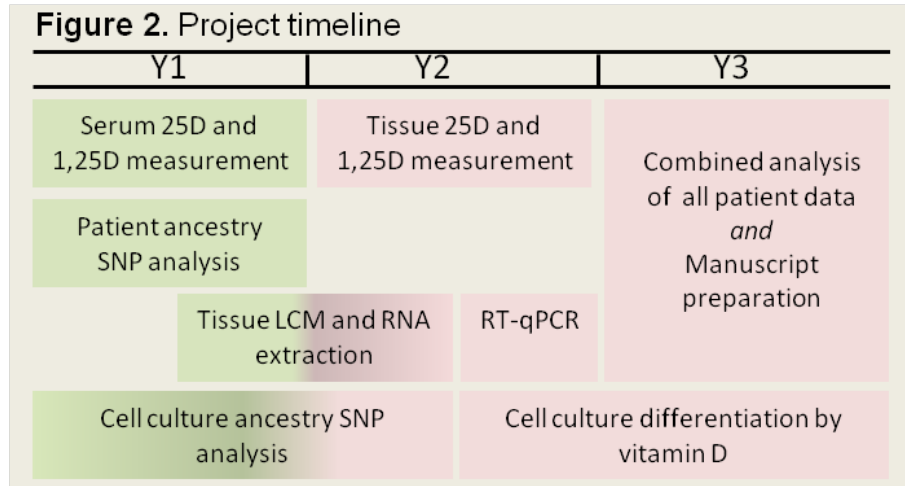 Figure 2. Project timeline
Y1
Y2
Y3
Serum 25D and
1,25D measurement
Tissue 25D and
1,25D measurement
Combined analysis
of all patient data
and
Manuscript
preparation
Patient ancestry
SNP analysis
Tissue LCM and RNA
extraction
RT-qPCR
Cell culture ancestry SNP
analysis
Cell culture differentiation by
vitamin D